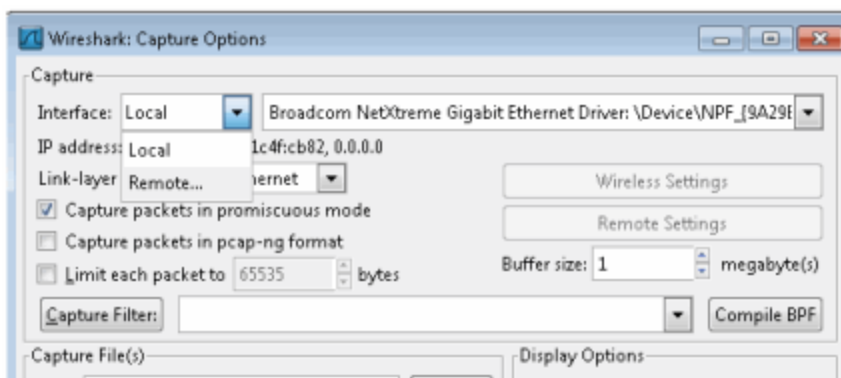 Wireshark: Capture Options
Capture
Interface: Local Broadcom NetXtreme Gigabit Ethernet Driver: \Device\NPF_{9A29E
IP address: 1c4f:cb82, 0.0.0.0
Local
Link-layer ernet
Remote...
Wireless Settings
Capture packets in promiscuous mode
Remote Settings
Capture packets in pcap-ng format
Limit each packet to 65535 bytes
Buffer size: 1 megabyte(s)
Capture Filter: Compile BPF
Capture File(s) Display Options